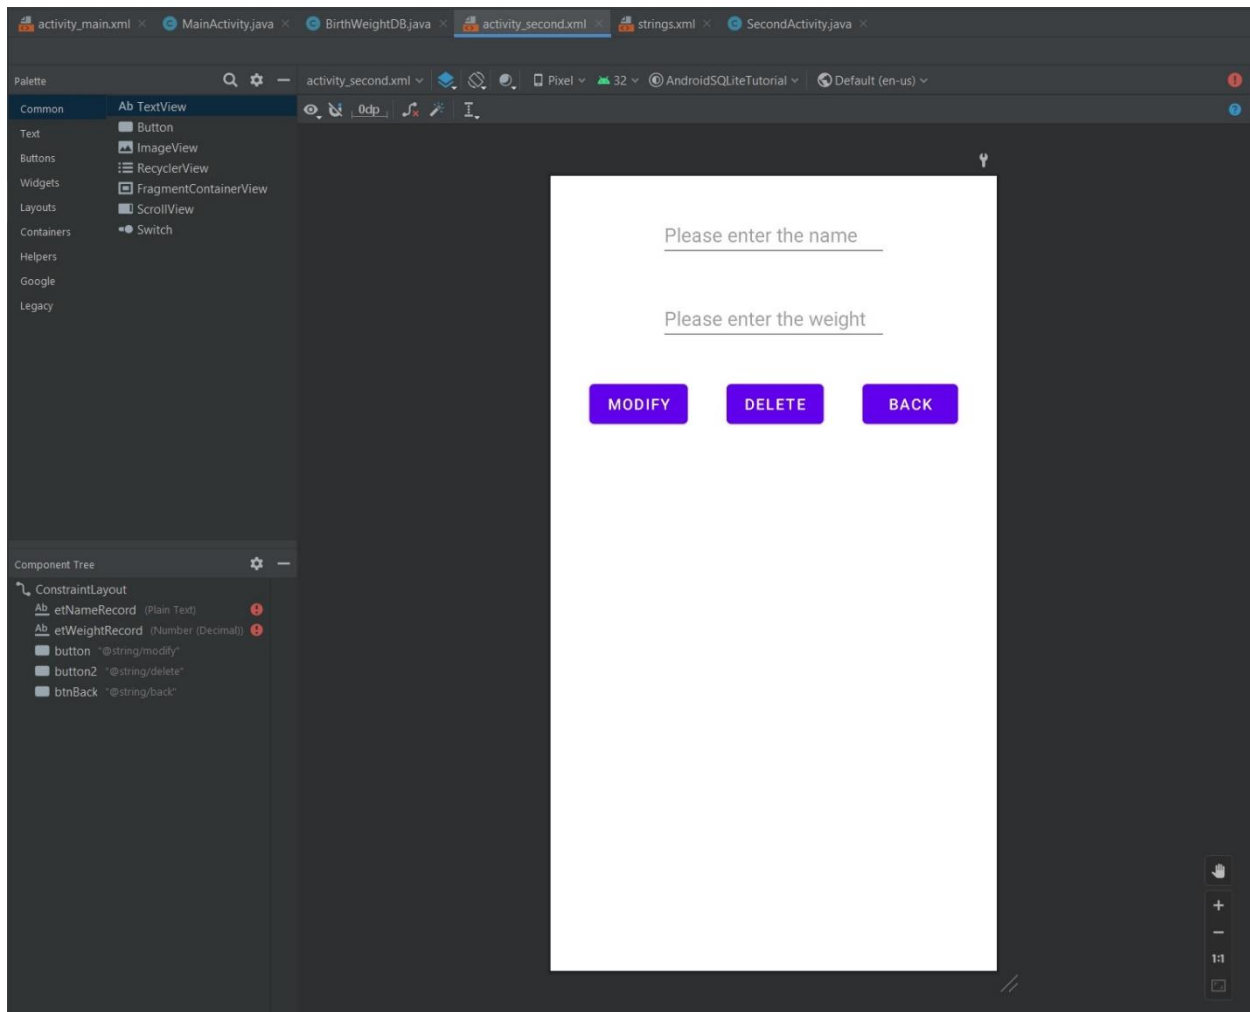 activity_main.xml MainActivity.java BirthWeightDB.java activity_second.xml strings.xml SecondActivity.java
Palette
activity_second.xml Pixel 32 AndroidSQLiteTutorial Default (en-us)
Common
Text
Buttons
Widgets
Layouts
Containers
Helpers
Google
Legacy
Ab TextView
Button
ImageView
RecyclerView
FragmentContainerView
ScrollView
Switch
0dp
Please enter the name
Please enter the weight
MODIFY DELETE BACK
Component Tree
ConstraintLayout
Ab etNameRecord (Plain Text)
Ab etWeightRecord (Number (Decimal))
button "@string/modify"
button2 "@string/delete"
btnBack "@string/back"
1:1